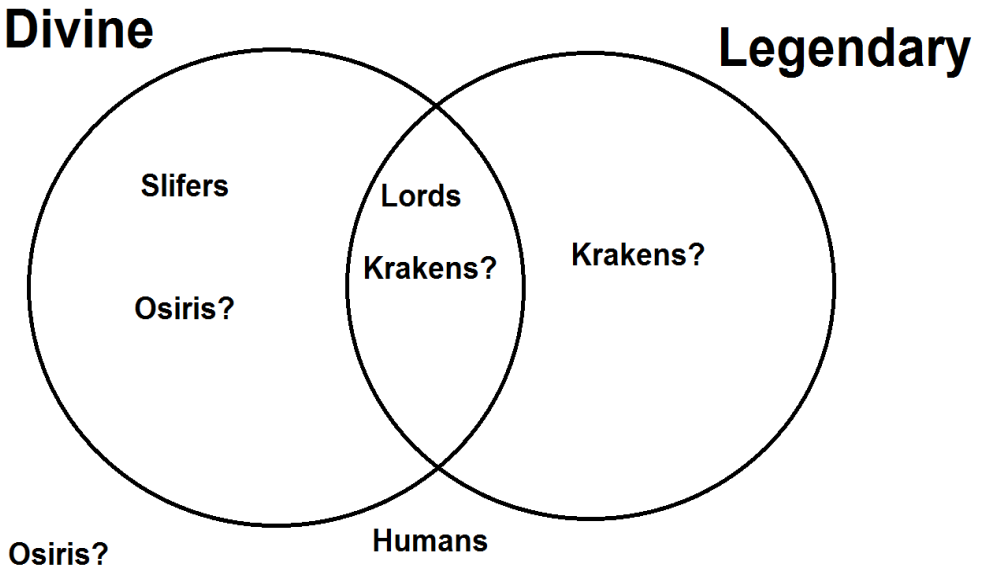 Divine
Legendary
Slifers
Lords
Krakens?
Krakens?
Osiris?
Humans
Osiris?